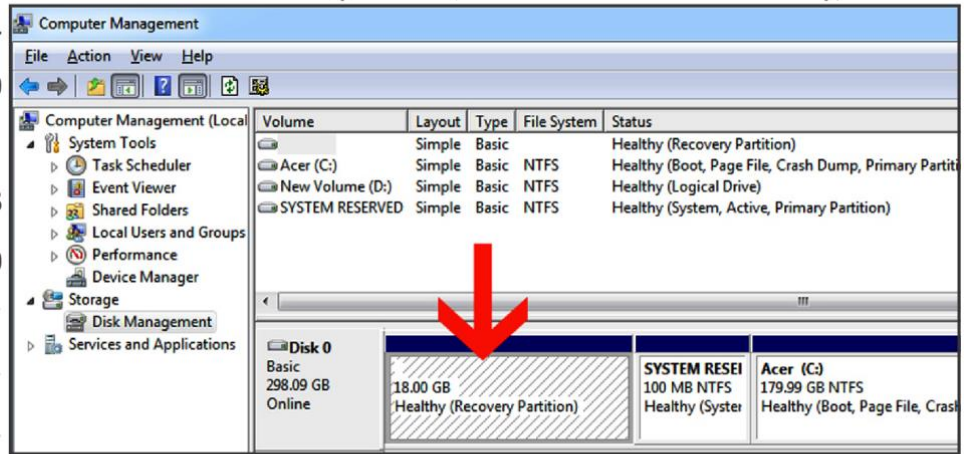 Computer Management
File Action View Help
Computer Management (Local
System Tools
Task Scheduler
Event Viewer
Shared Folders
Local Users and Groups
Performance
Device Manager
Storage
Disk Management
Services and Applications
Volume Layout Type File System Status
Simple Basic Healthy (Recovery Partition)
Acer (C:) Simple Basic NTFS Healthy (Boot, Page File, Crash Dump, Primary Partiti
New Volume (D:) Simple Basic NTFS Healthy (Logical Drive)
SYSTEM RESERVED Simple Basic NTFS Healthy (System, Active, Primary Partition)
Disk 0
Basic
298.09 GB
Online
18.00 GB
Healthy (Recovery Partition)
SYSTEM RESEI
100 MB NTFS
Healthy (Syster
Acer (C:)
179.99 GB NTFS
Healthy (Boot, Page File, Crash